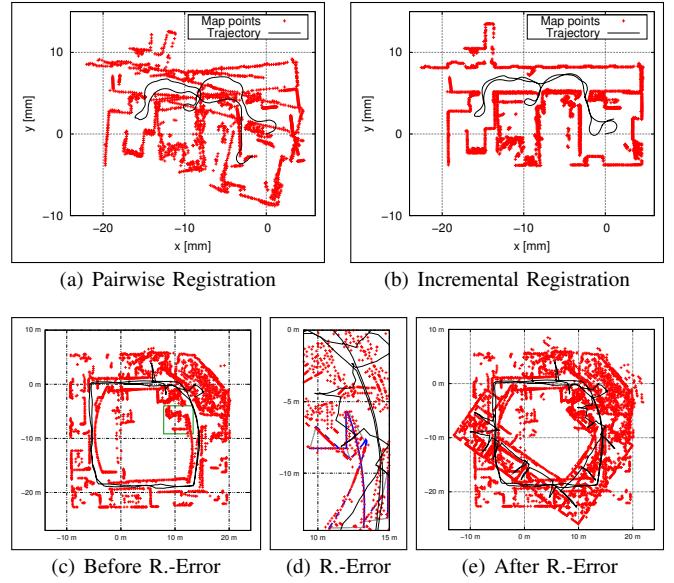 Map points
Trajectory
10
0
−10
y [mm]
−20
−10
0
x [mm]
(a) Pairwise Registration
Map points
Trajectory
10
0
−10
y [mm]
−20
−10
0
x [mm]
(b) Incremental Registration
10 m
0 m
−10 m
−20 m
−10 m
0 m
10 m
20 m
(c) Before R.-Error
0 m
−5 m
−10 m
10 m
15 m
(d) R.-Error
10 m
0 m
−10 m
−20 m
−10 m
0 m
10 m
20 m
(e) After R.-Error